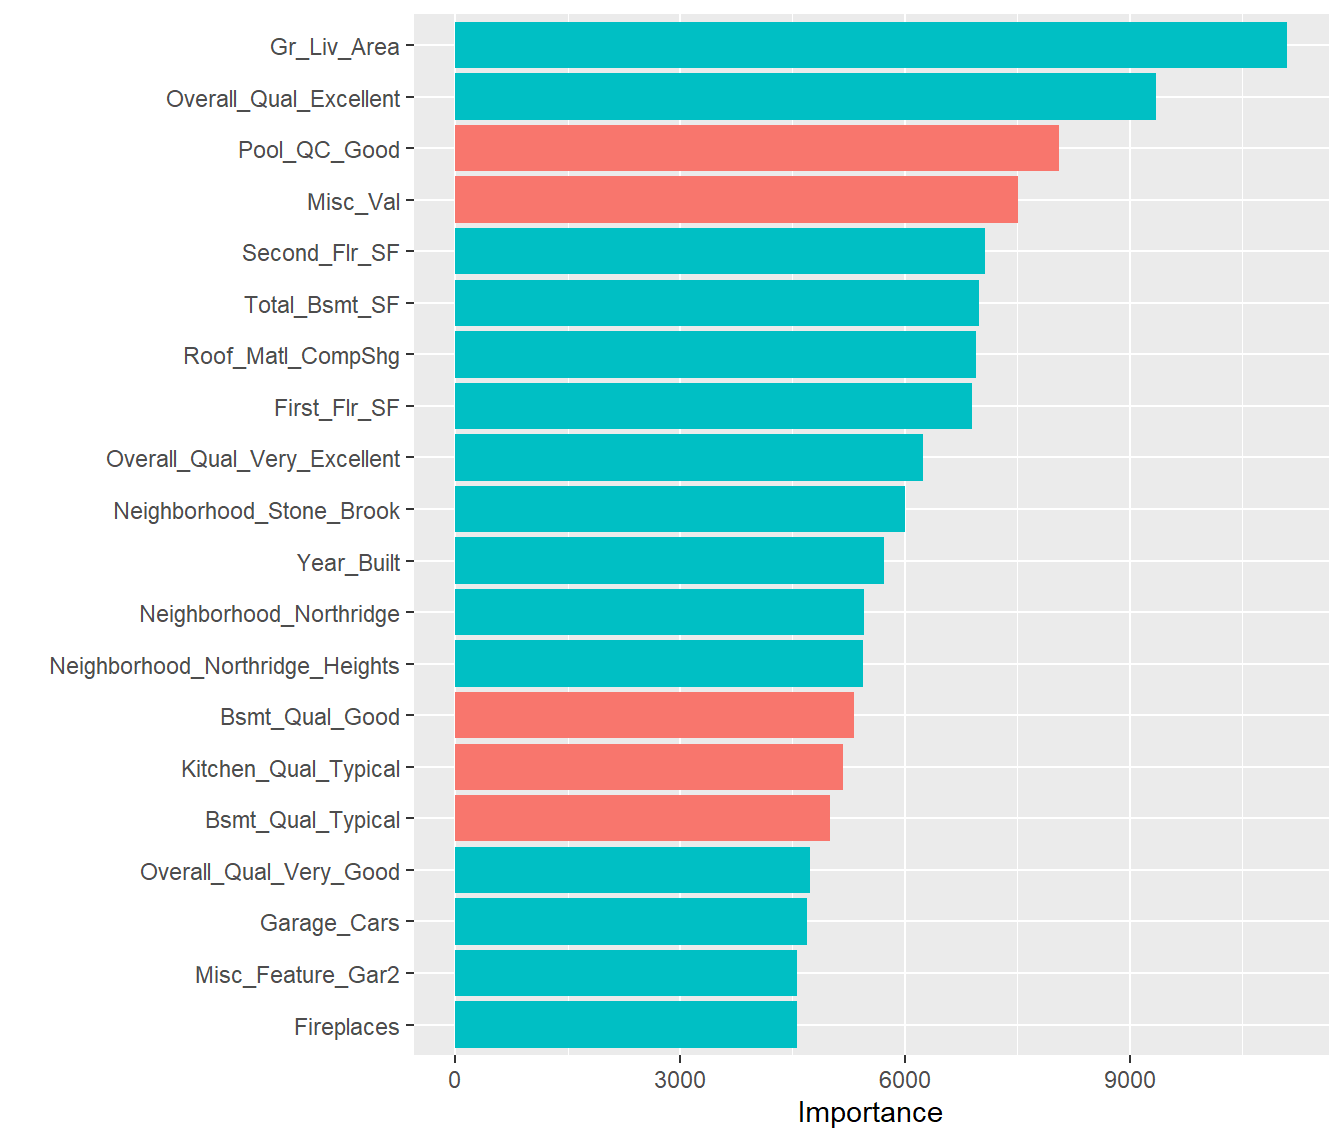 Gr_Liv_Area
Overall_Qual_Excellent
Pool_QC_Good
Misc_Val
Second_Flr_SF
Total_Bsmt_SF
Roof_Matl_CompShg
First_Flr_SF
Overall_Qual_Very_Excellent
Neighborhood_Stone_Brook
Year_Built
Neighborhood_Northridge
Neighborhood_Northridge_Heights
Bsmt_Qual_Good
Kitchen_Qual_Typical
Bsmt_Qual_Typical
Overall_Qual_Very_Good
Garage_Cars
Misc_Feature_Gar2
Fireplaces
0 3000 6000 9000
Importance